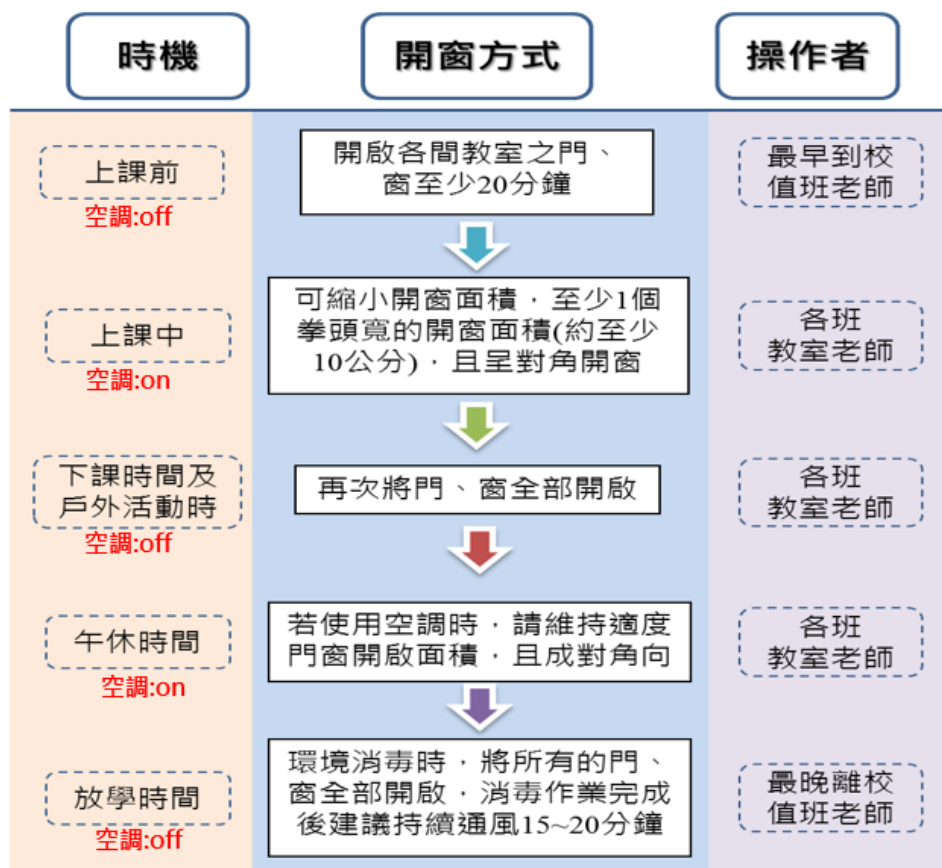 時機
開窗方式
操作者
上課前
空調:off
開啟各間教室之門、
窗至少20分鐘
最早到校
值班老師
上課中
空調:on
可縮小開窗面積，至少1個
拳頭寬的開窗面積(約至少
10公分)，且呈對角開窗
各班
教室老師
下課時間及
戶外活動時
空調:off
再次將門、窗全部開啟
各班
教室老師
午休時間
空調:on
若使用空調時，請維持適度
門窗開啟面積，且成對角向
各班
教室老師
放學時間
空調:off
環境消毒時，將所有的門、
窗全部開啟，消毒作業完成
後建議持續通風15~20分鐘
最晚離校
值班老師